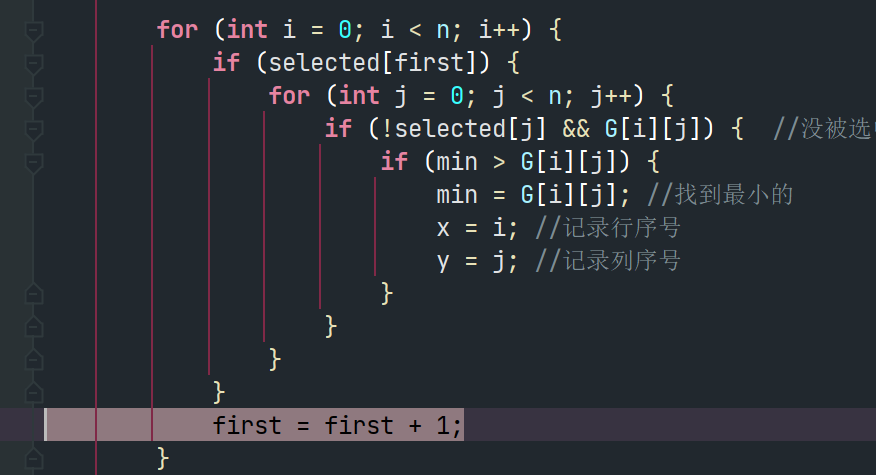 for (int i = 0; i < n; i++) {
if (selected[first]) {
for (int j = 0; j < n; j++) {
if (!selected[j] && G[i][j]) { //没被选
if (min > G[i][j]) {
min = G[i][j]; //找到最小的
x = i; //记录行序号
y = j; //记录列序号
}
}
}
}
first = first + 1;
}